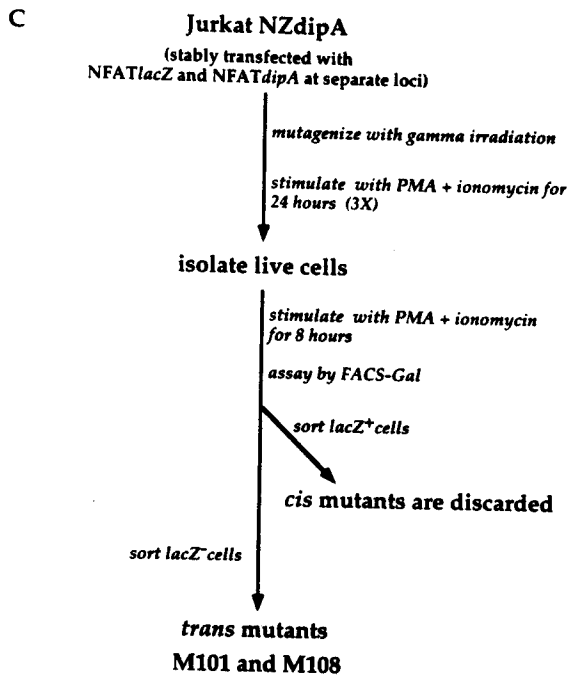 C
Jurkat NZdipA
(stably transfected with
NFATlacZ and NFATdipA at separate loci)
mutagenize with gamma irradiation
stimulate with PMA + ionomycin for
24 hours (3X)
isolate live cells
stimulate with PMA + ionomycin
for 8 hours
assay by FACS-Gal
sort lacZ+cells
cis mutants are discarded
sort lacZ-cells
trans mutants
M101 and M108